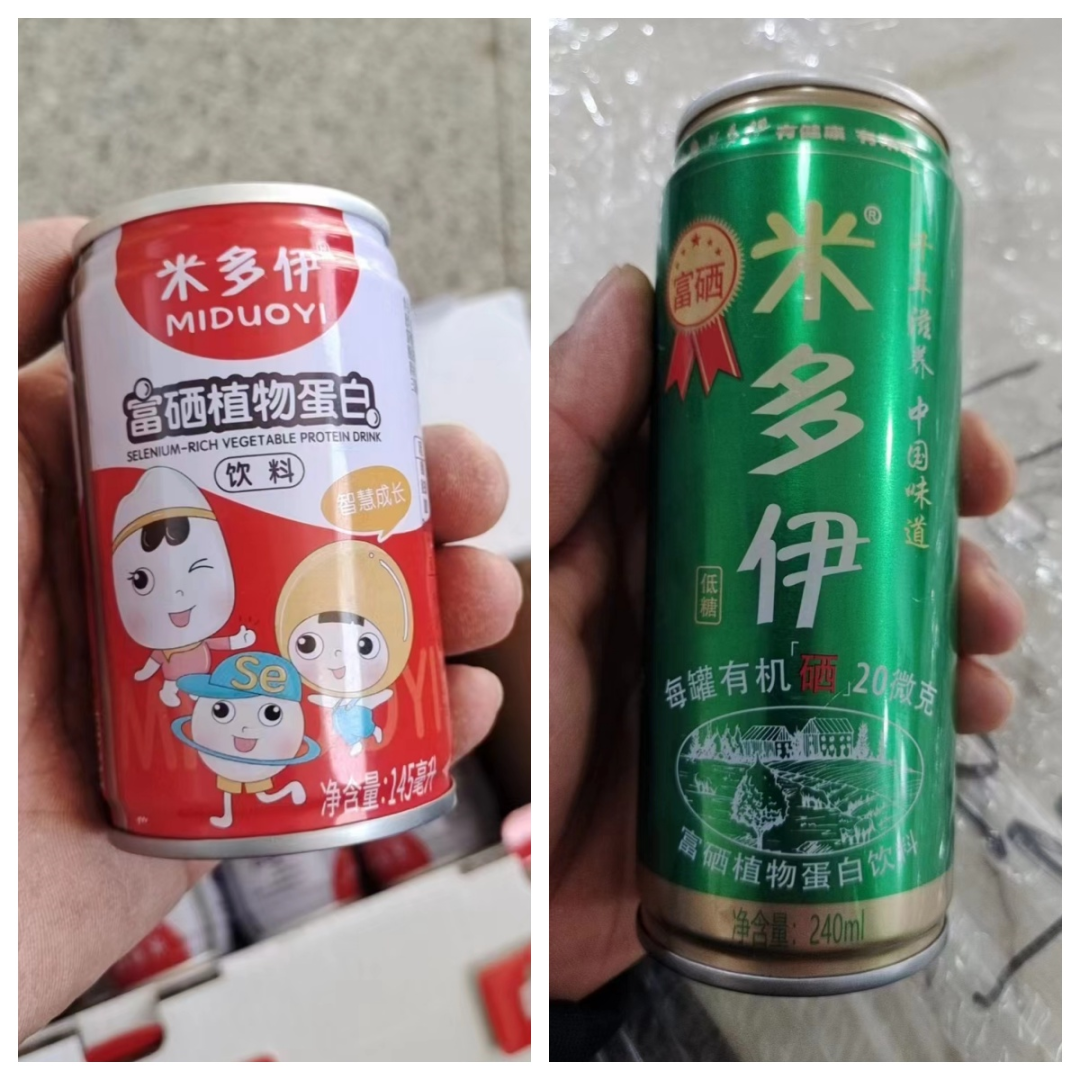 米多伊
MIDUOYI
富硒植物蛋白
SELENIUM-RICH VEGETABLE PROTEIN DRINK
饮料
智慧成长
Se
MIDUOYI
净含量:145毫升
富硒
米多伊®
千年滋养 中国味道
低糖
每罐有机「硒」20微克
富硒植物蛋白饮料
净含量: 240ml